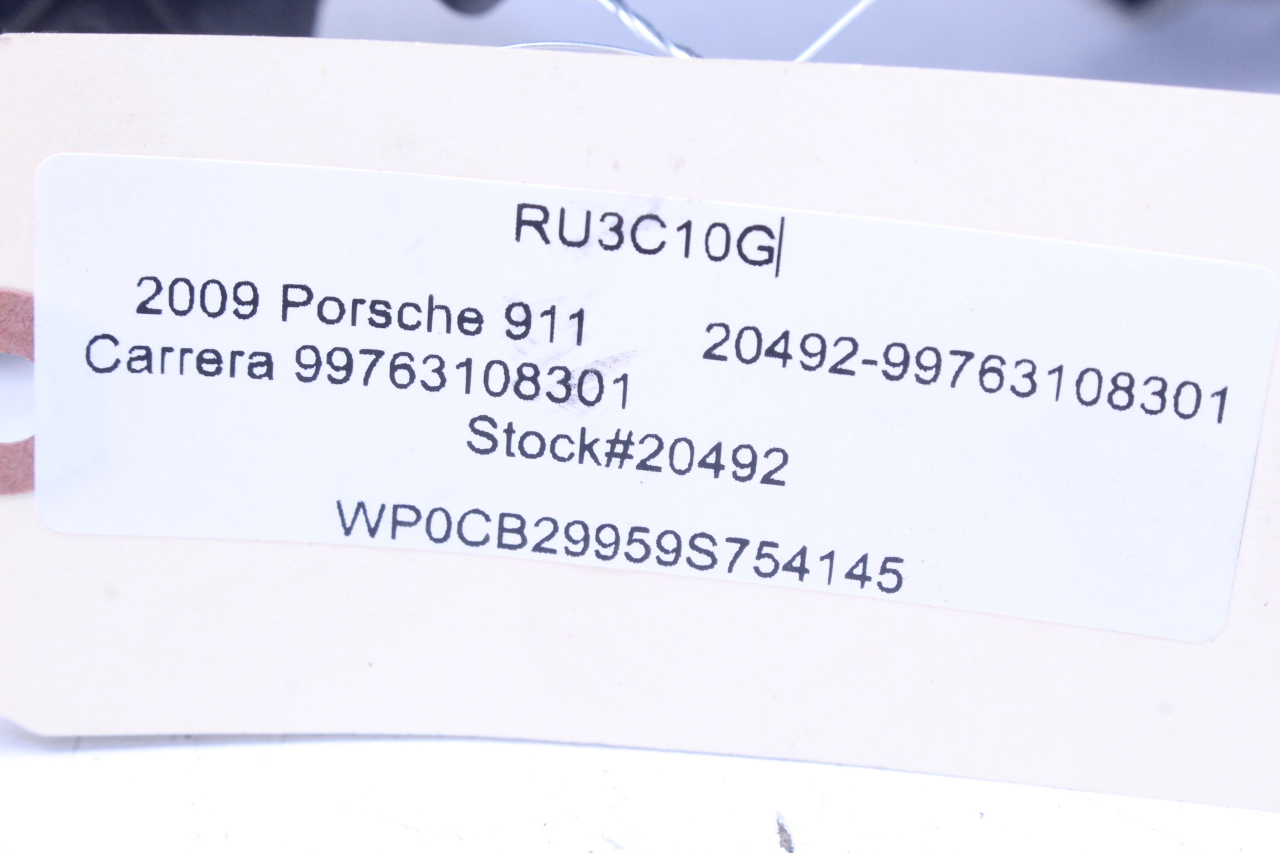 RU3C10G|
2009 Porsche 911
Carrera 99763108301
20492-99763108301
Stock#20492
WP0CB29959S754145